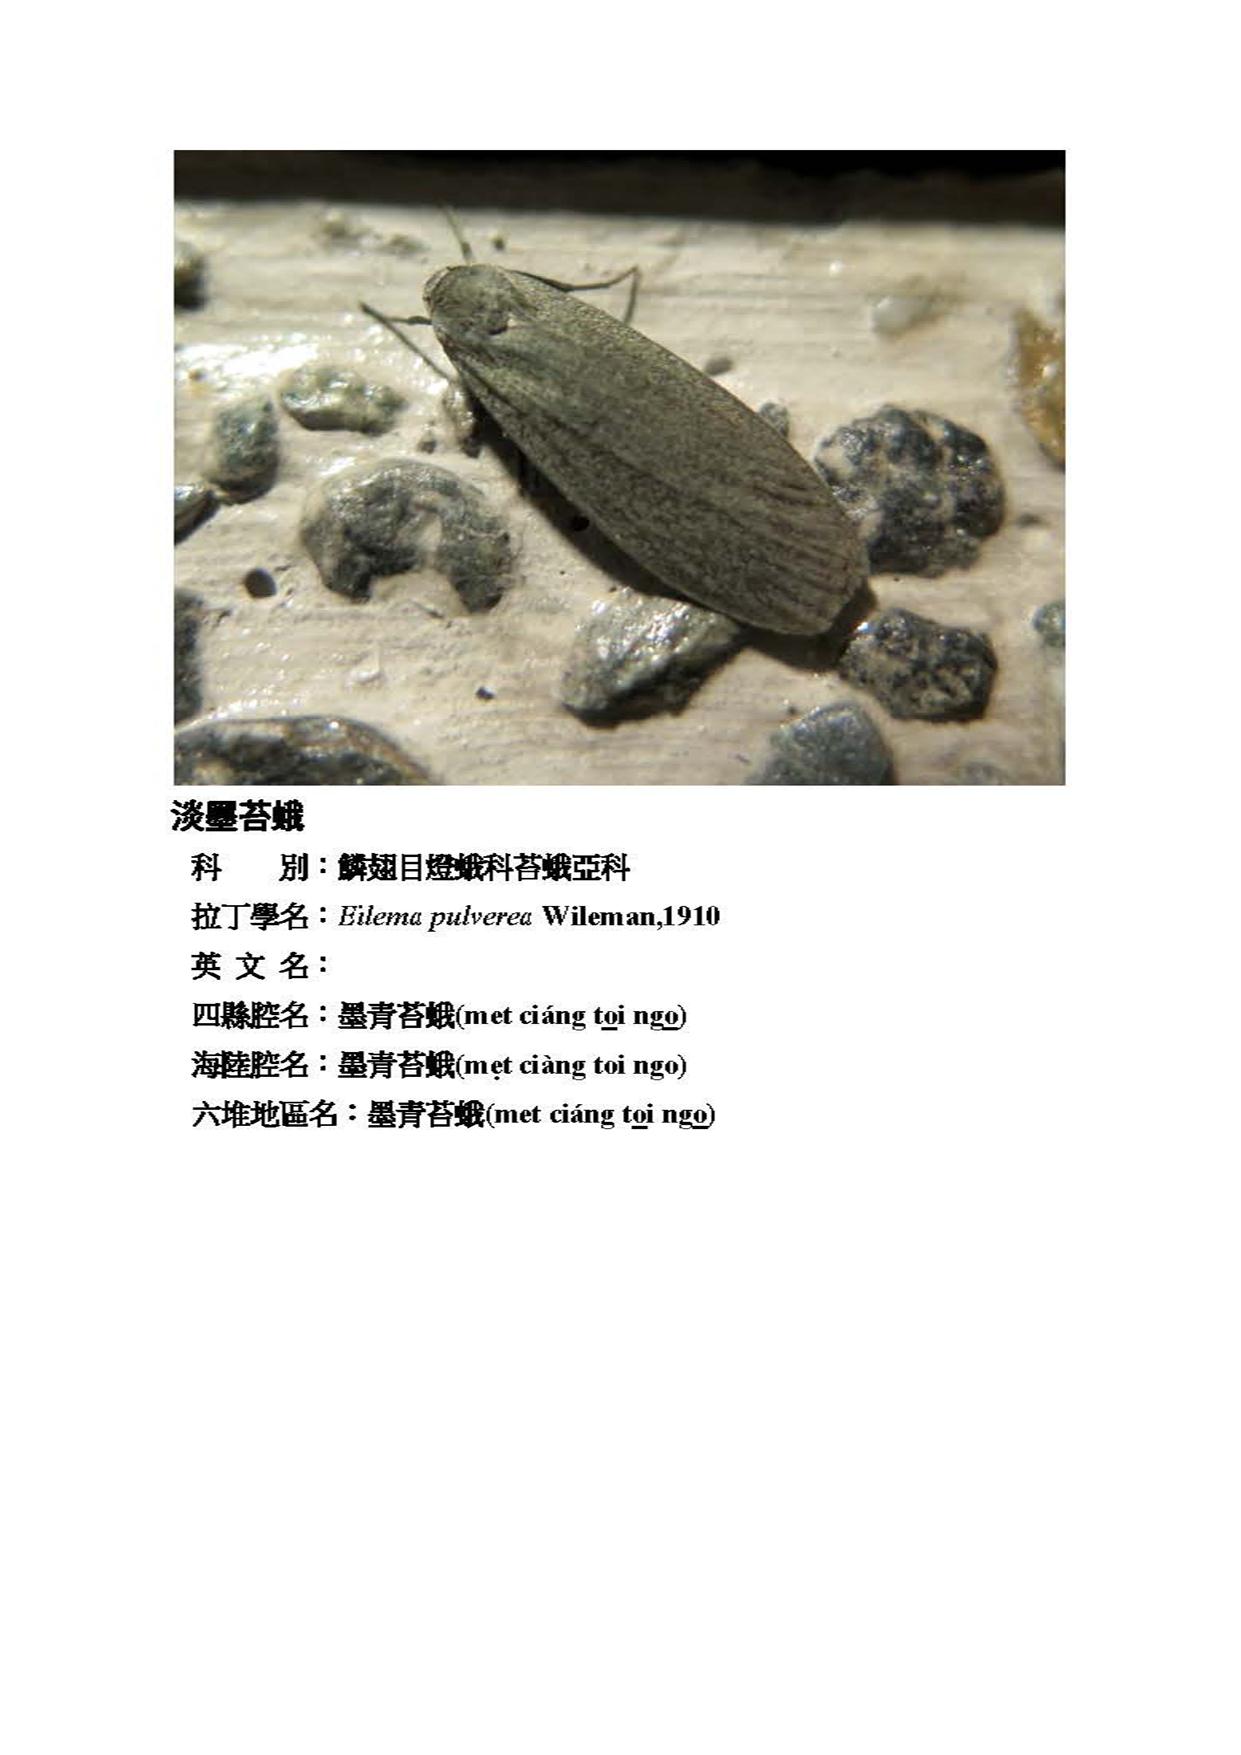 淡墨苔蛾
科　　別：鱗翅目燈蛾科苔蛾亞科
拉丁學名：Eilema pulverea Wileman,1910
英 文 名：
四縣腔名：墨青苔蛾(met ciáng to̲i ngo̲)
海陸腔名：墨青苔蛾(mẹt ciàng toi ngo)
六堆地區名：墨青苔蛾(met ciáng to̲i ngo̲)